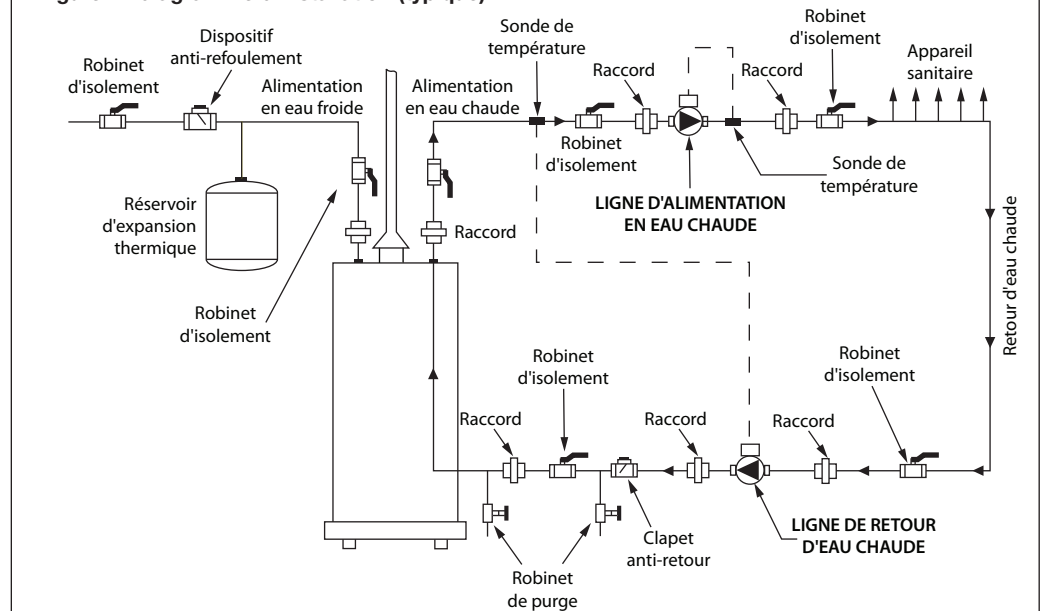 Robinet
d'isolement
Dispositif
anti-refoulement
Alimentation
en eau froide
Alimentation
en eau chaude
Sonde de
température
Raccord
Robinet
d'isolement
Raccord
Robinet
d'isolement
Appareil
sanitaire
Sonde de
température
LIGNE D'ALIMENTATION
EN EAU CHAUDE
Réservoir
d'expansion
thermique
Raccord
Robinet
d'isolement
Retour d'eau chaude
Robinet
d'isolement
Raccord
Raccord
Raccord
Robinet
d'isolement
Clapet
anti-retour
LIGNE DE RETOUR
D'EAU CHAUDE
Robinet
de purge